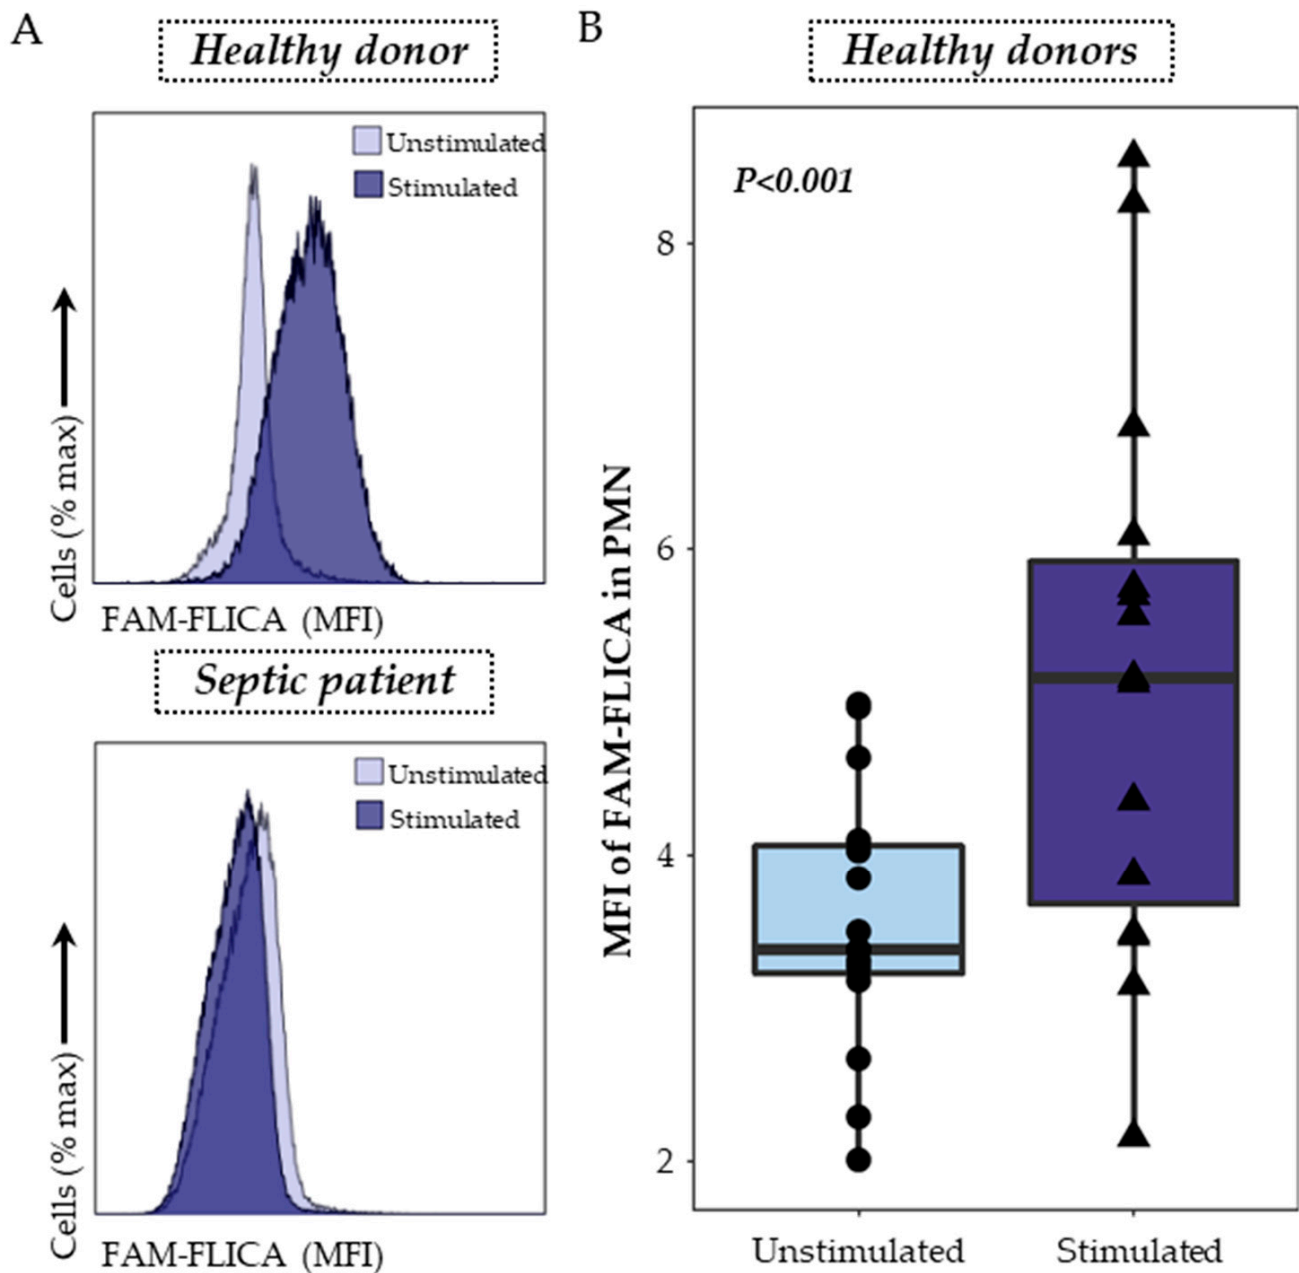 A
Healthy donor
Unstimulated
Stimulated
Cells (% max)
FAM-FLICA (MFI)
Septic patient
Unstimulated
Stimulated
Cells (% max)
FAM-FLICA (MFI)
B
Healthy donors
P<0.001
MFI of FAM-FLICA in PMN
8
6
4
2
Unstimulated
Stimulated